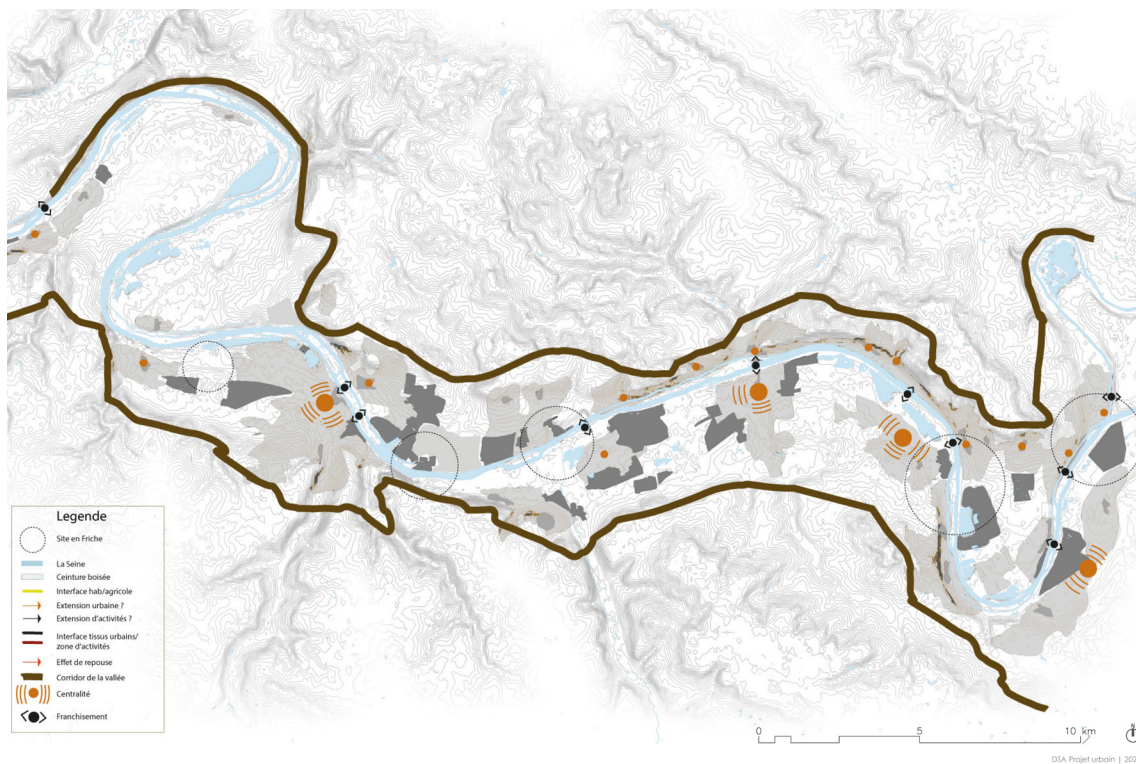 Legende
Site en Friche
La Seine
Ceinture boisée
Interface hab/agricole
Extension urbaine ?
Extension d'activités ?
Interface tissus urbains/
zone d'activités
Effet de repouse
Corridor de la vallée
Centralité
Franchisement
0 5 10 km
N
DSA Projet urbain | 202